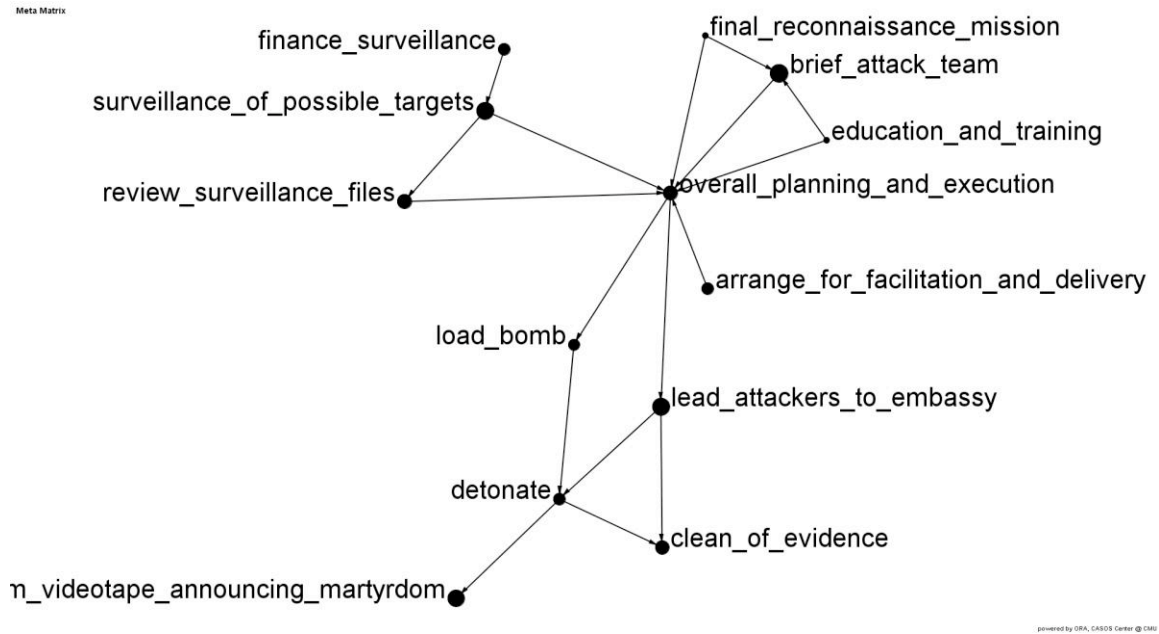 Meta Matrix
final_reconnaissance_mission
finance_surveillance
brief_attack_team
surveillance_of_possible_targets
education_and_training
review_surveillance_files
overall_planning_and_execution
arrange_for_facilitation_and_delivery
load_bomb
lead_attackers_to_embassy
detonate
clean_of_evidence
n_videotape_announcing_martyrdom
powered by ORA, CASOS Center @ CMU